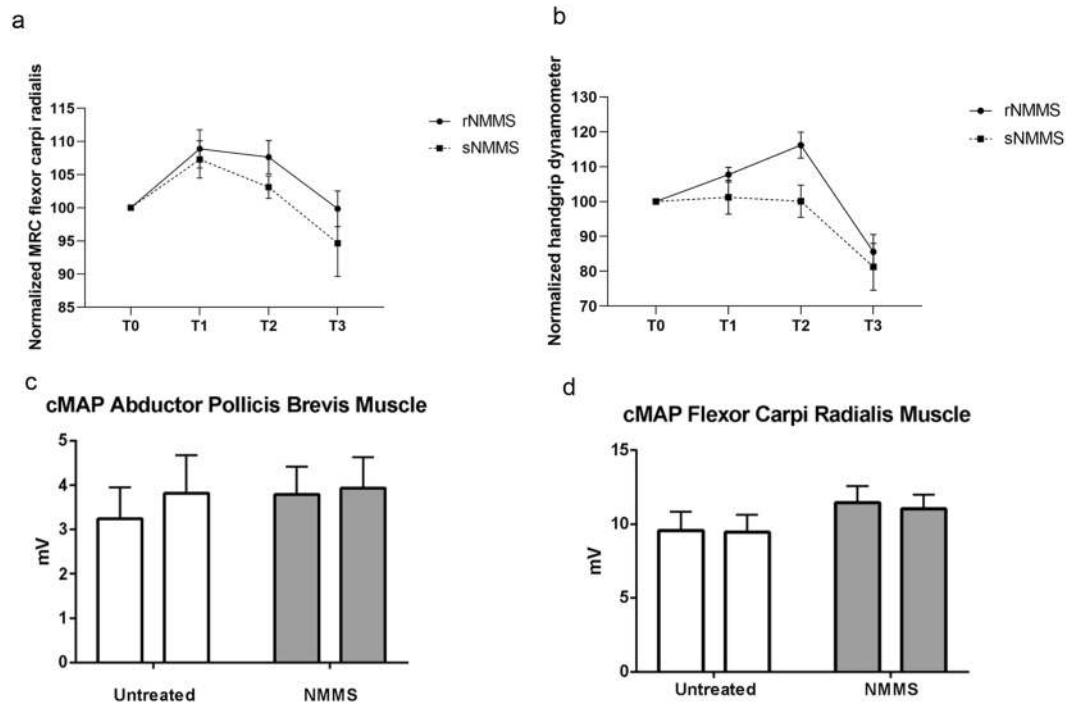 a
Normalized MRC flexor carpi radialis
115
110
105
100
95
90
85
T0 T1 T2 T3
rNMMS
sNMMS
b
Normalized handgrip dynamometer
130
120
110
100
90
80
70
T0 T1 T2 T3
rNMMS
sNMMS
c
cMAP Abductor Pollicis Brevis Muscle
mV
5
4
3
2
1
0
Untreated NMMS
d
cMAP Flexor Carpi Radialis Muscle
mV
15
10
5
0
Untreated NMMS